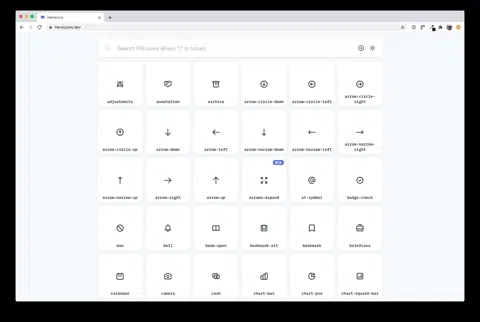 Heroicons
heroicons.dev
Search 176 icons (Press "/" to focus)
adjustments
annotation
archive
arrow-circle-down
arrow-circle-left
arrow-circle-
right
arrow-circle-up
arrow-down
arrow-left
arrow-narrow-down
arrow-narrow-left
arrow-narrow-
right
arrow-narrow-up
arrow-right
arrow-up
arrows-expand
at-symbol
badge-check
ban
bell
book-open
bookmark-alt
bookmark
briefcase
calendar
camera
cash
chart-bar
chart-pie
chart-square-bar